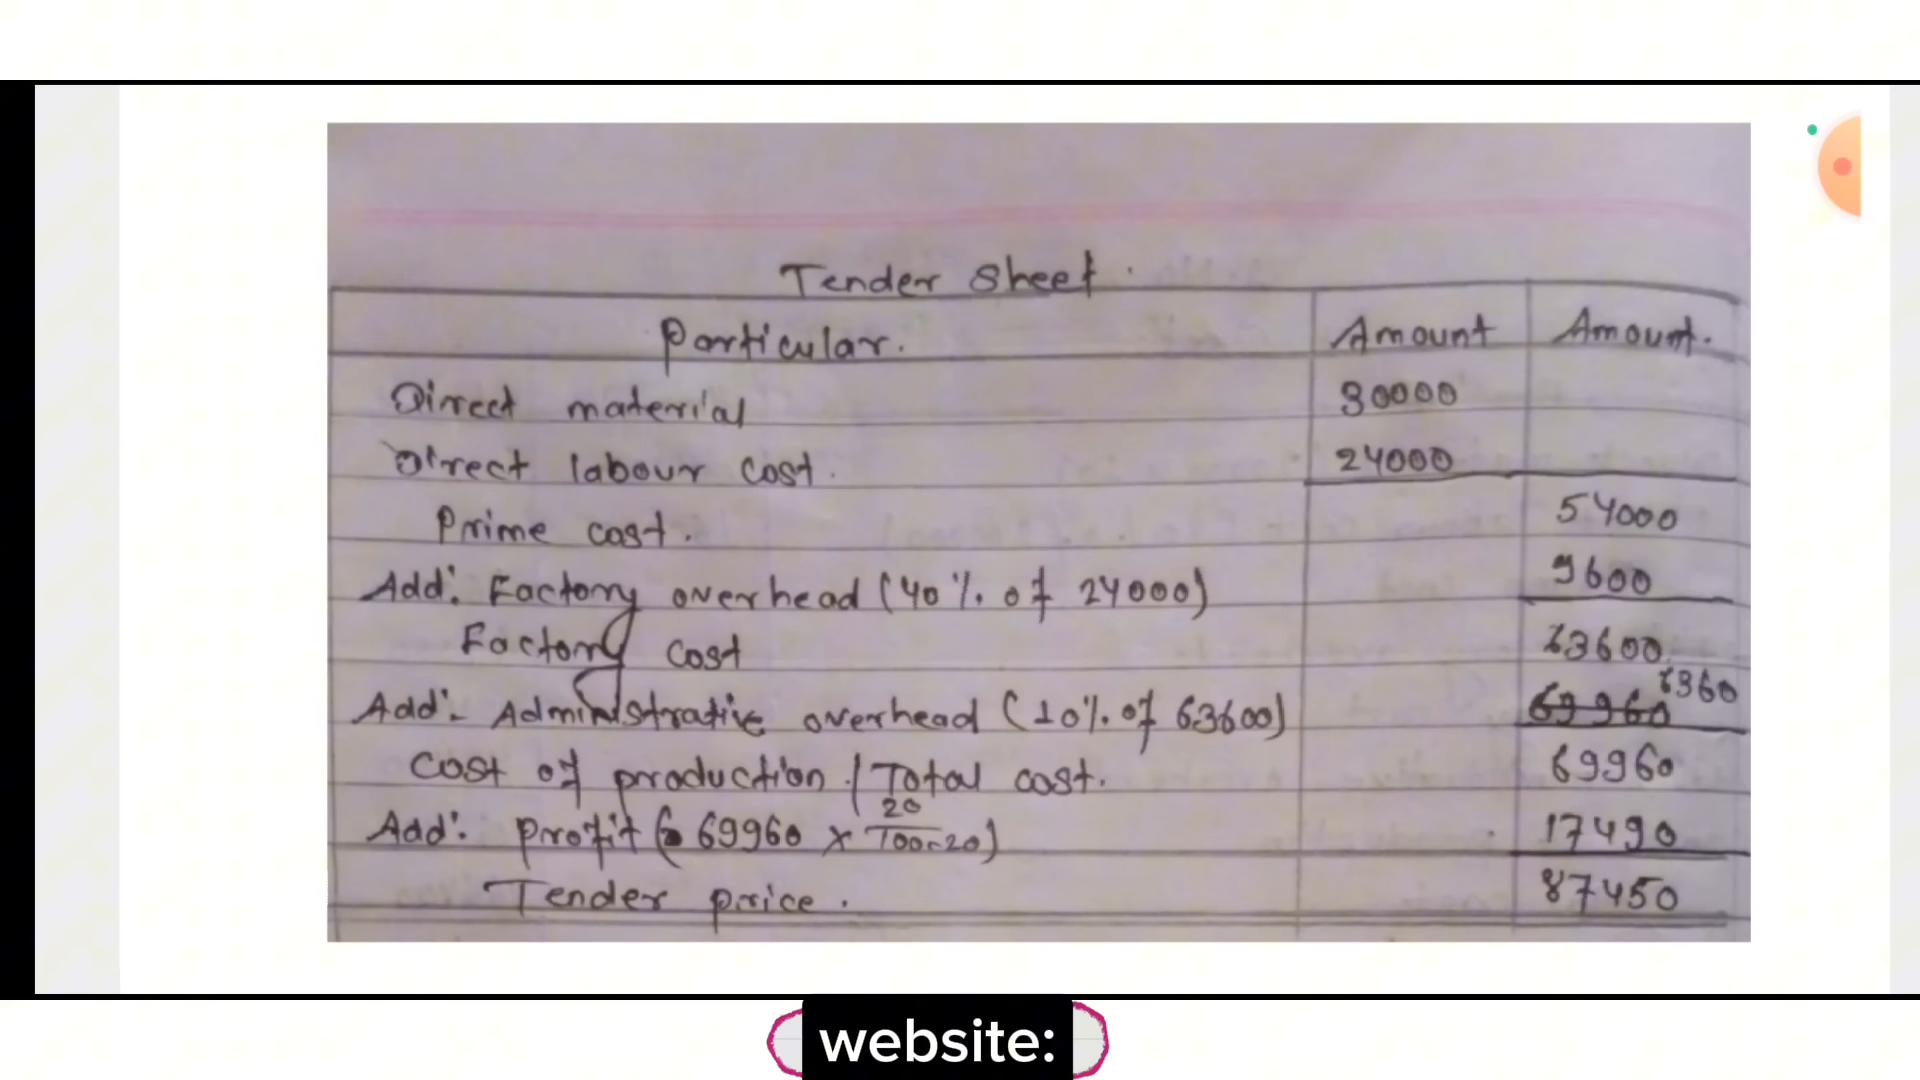 Tender Sheet.
Particular. Amount Amount.
Direct material 30000
Direct labour cost. 24000
Prime cost. 54000
Add: Factory overhead (40% of 24000) 9600
Factory cost 63600
Add:- Administrative overhead (10% of 63600) 69960 6360
Cost of production / Total cost. 69960
Add: Profit (69960 × 20/100-20) 17490
Tender price. 87450
website: